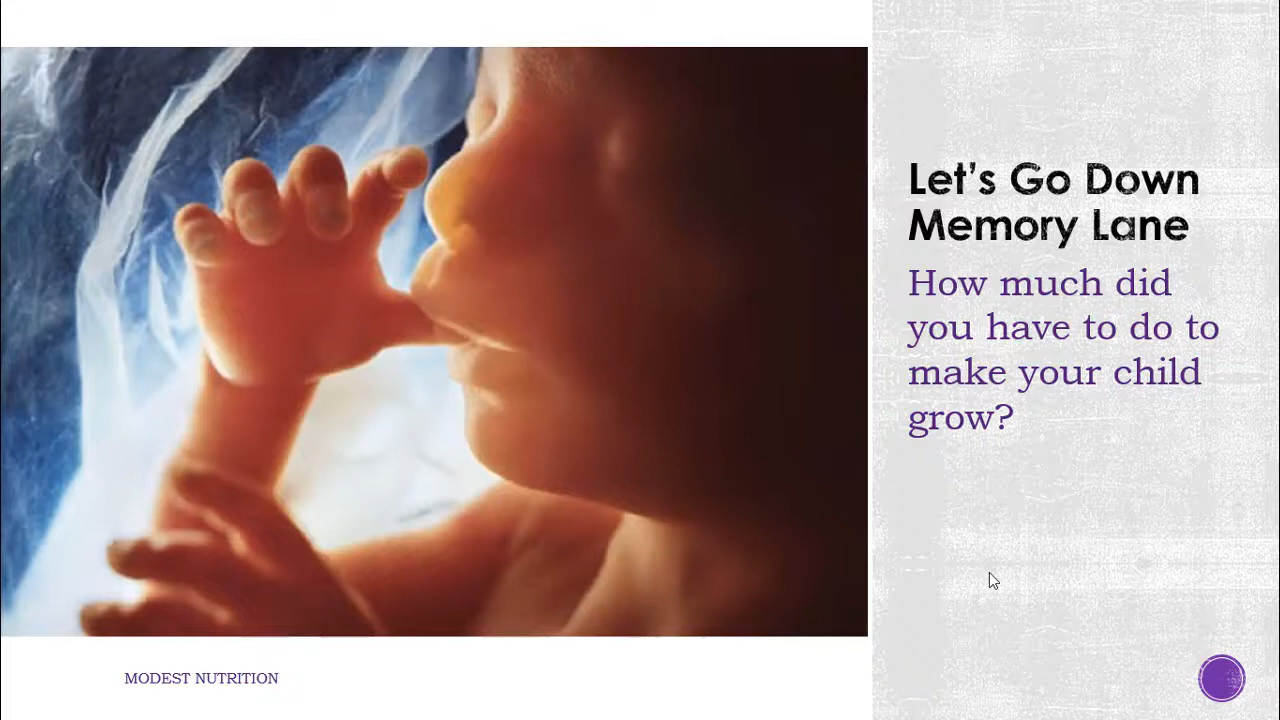 Let's Go Down
Memory Lane
How much did
you have to do to
make your child
grow?
MODEST NUTRITION